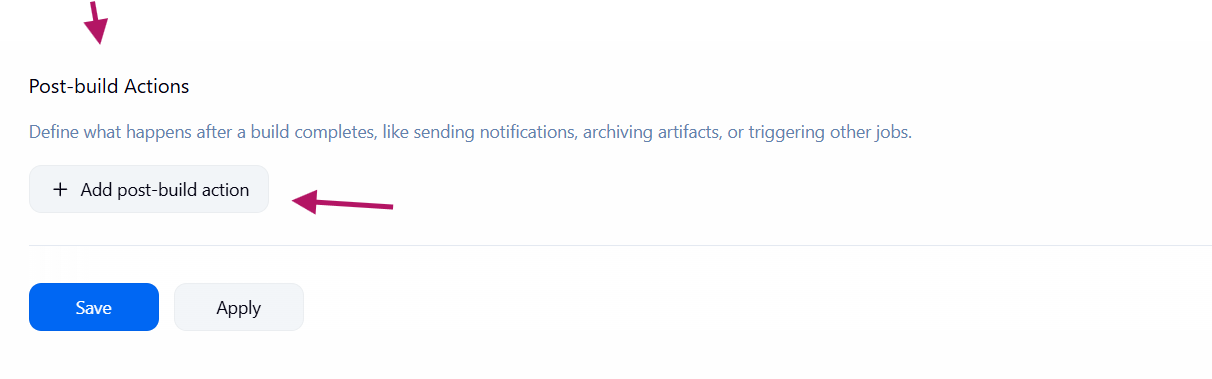 Post-build Actions
Define what happens after a build completes, like sending notifications, archiving artifacts, or triggering other jobs.
+ Add post-build action
Save
Apply